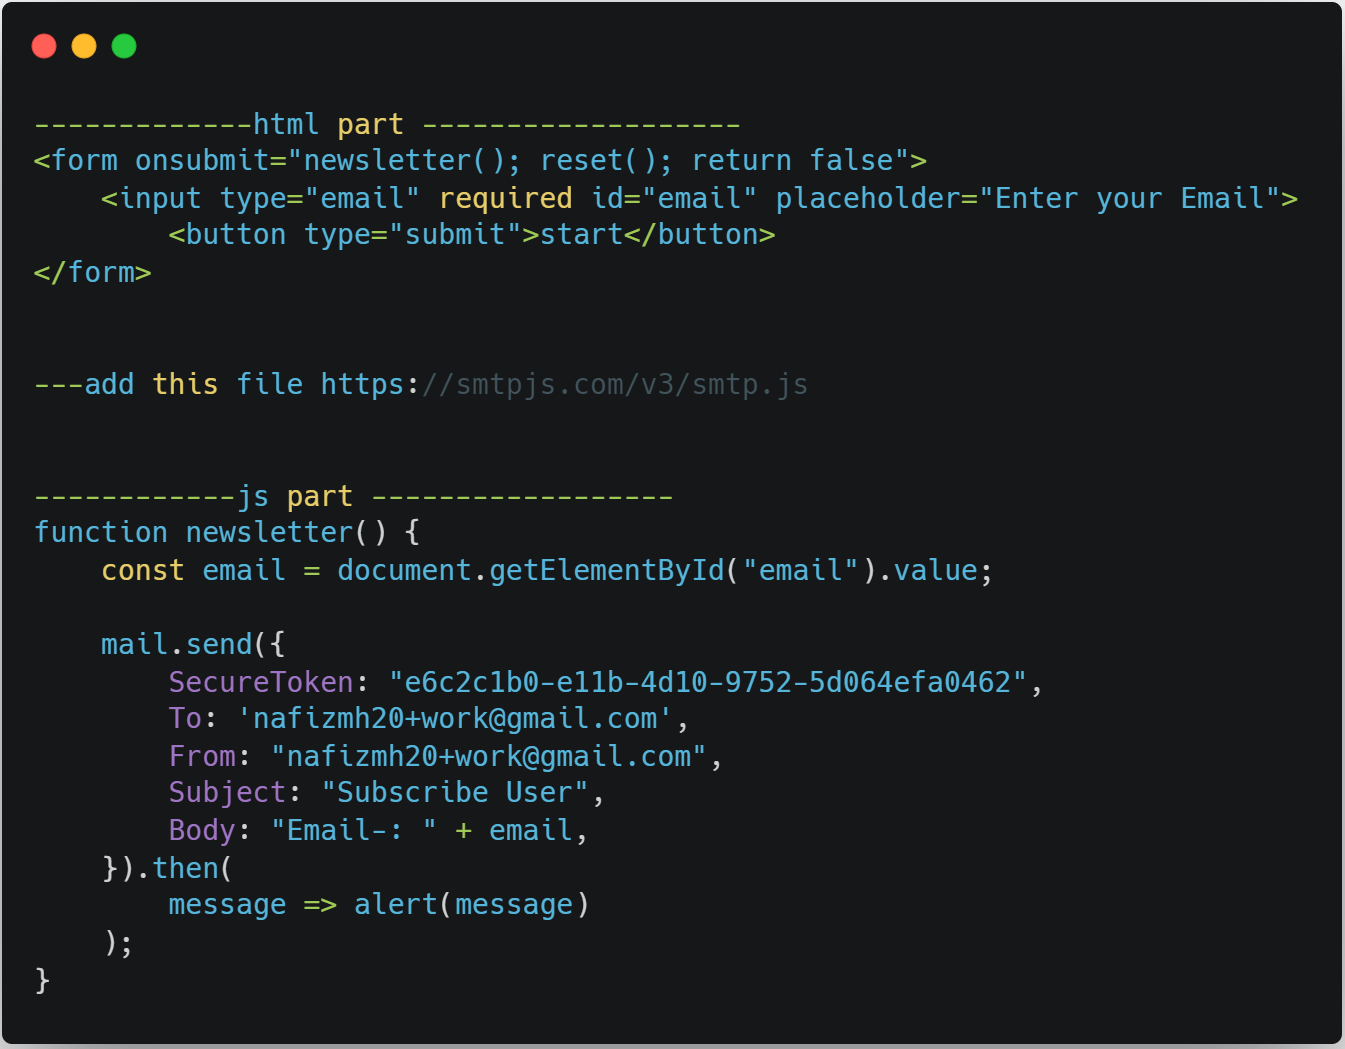 -------------html part -------------------
<form onsubmit="newsletter(); reset(); return false">
    <input type="email" required id="email" placeholder="Enter your Email">
        <button type="submit">start</button>
</form>
---add this file https://smtpjs.com/v3/smtp.js
------------js part ------------------
function newsletter() {
    const email = document.getElementById("email").value;
    mail.send({
        SecureToken: "e6c2c1b0-e11b-4d10-9752-5d064efa0462",
        To: 'nafizmh20+work@gmail.com',
        From: "nafizmh20+work@gmail.com",
        Subject: "Subscribe User",
        Body: "Email-: " + email,
    }).then(
        message => alert(message)
    );
}